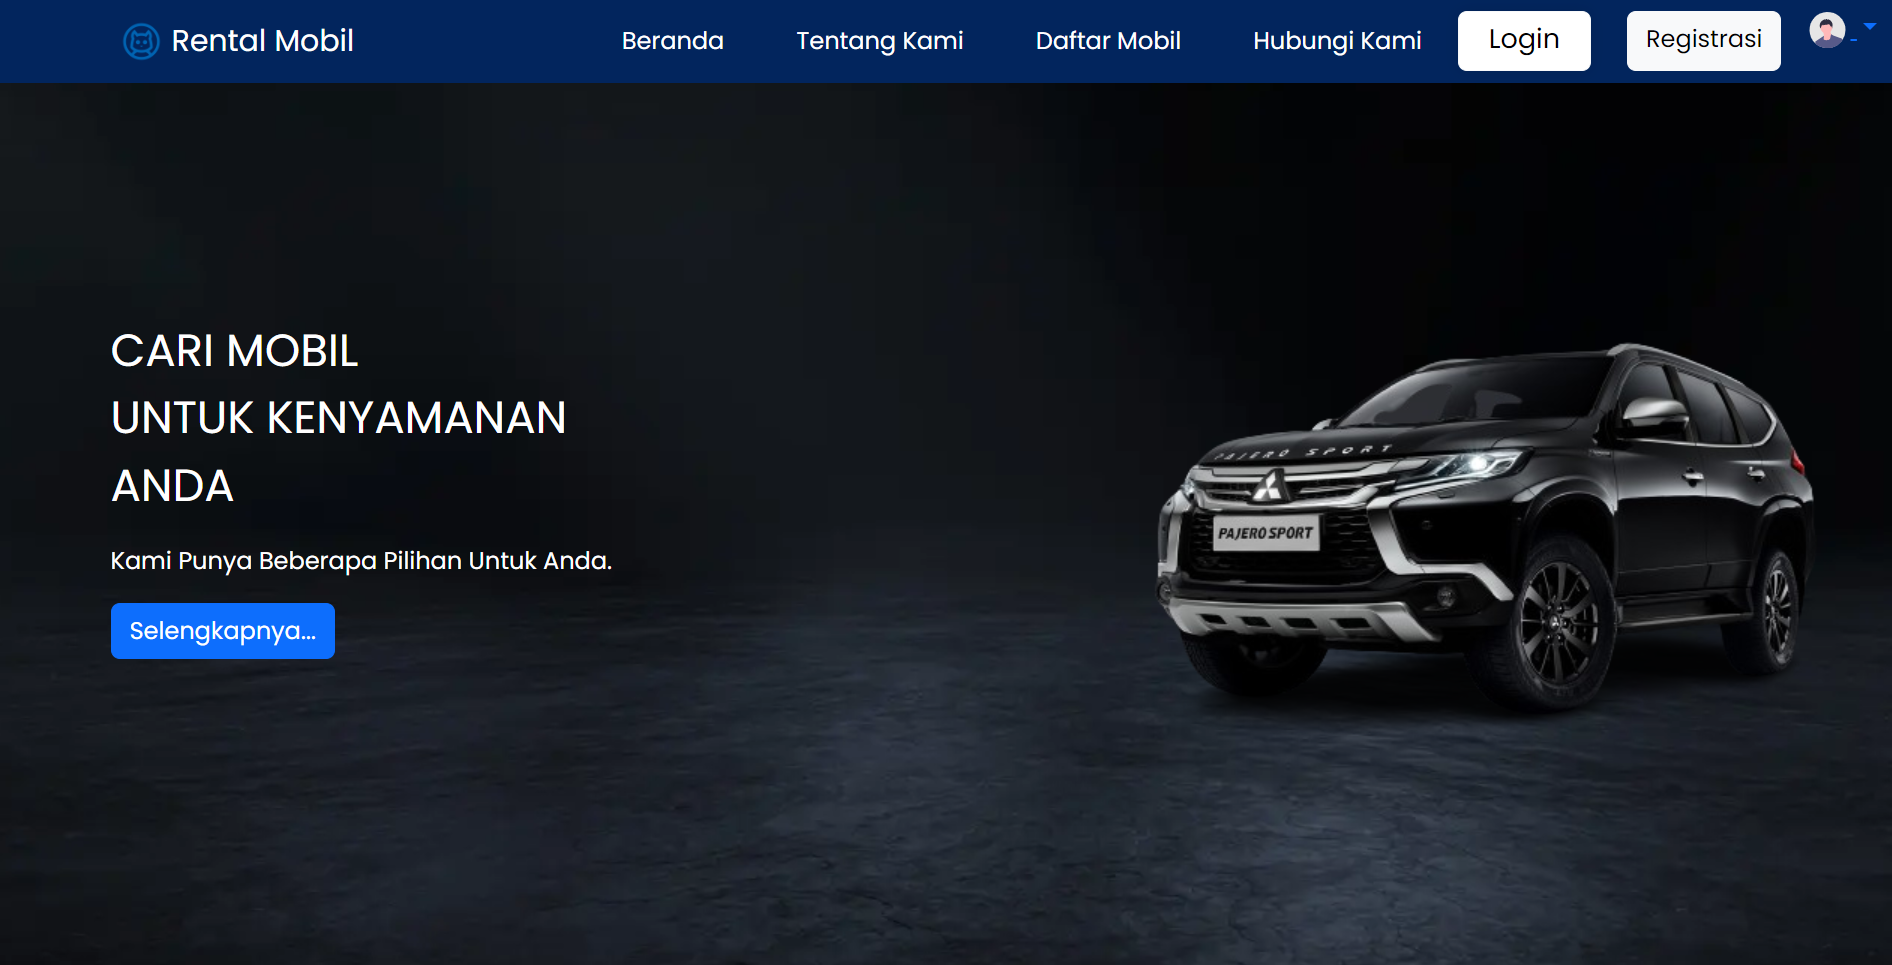 Rental Mobil
Beranda
Tentang Kami
Daftar Mobil
Hubungi Kami
Login
Registrasi
CARI MOBIL
UNTUK KENYAMANAN
ANDA
Kami Punya Beberapa Pilihan Untuk Anda.
Selengkapnya...
PAJERO SPORT
PAJERO SPORT